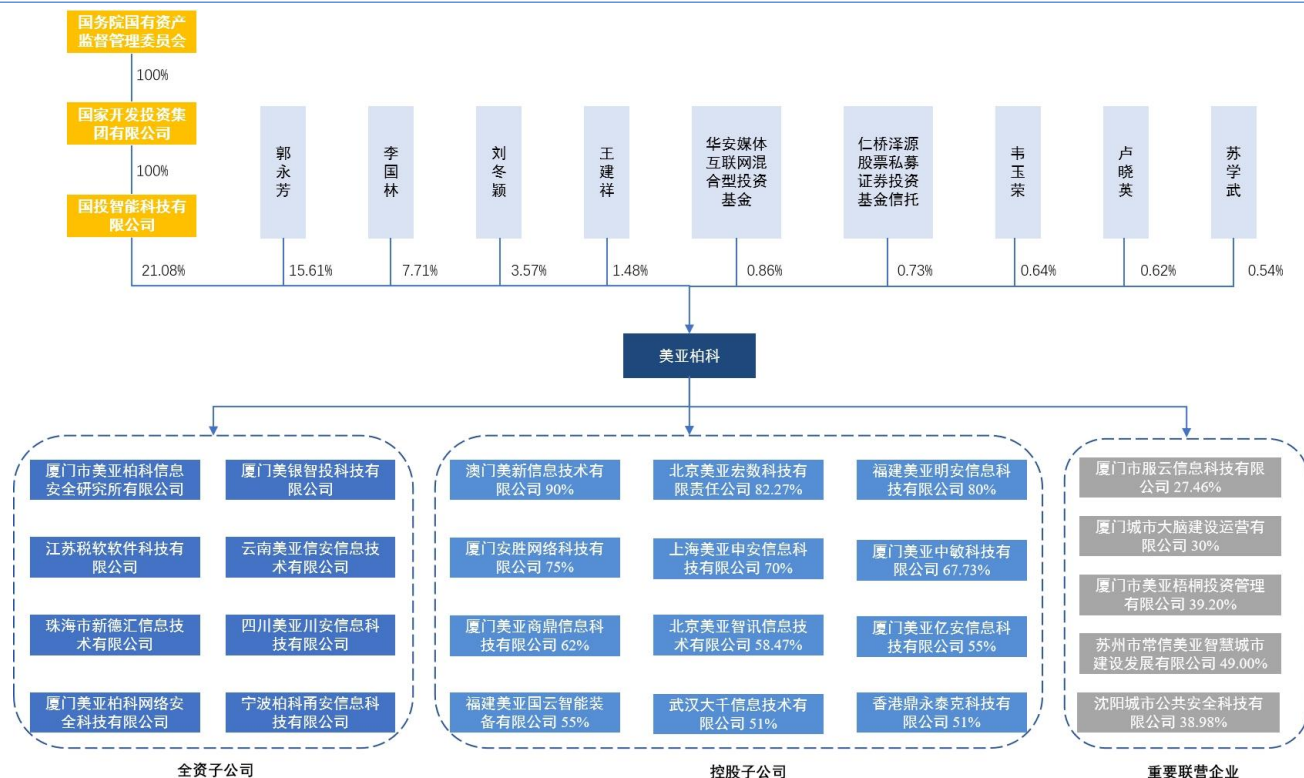 国务院国有资产
监督管理委员会
100%
国家开发投资集
团有限公司
100%
国投智能科技有
限公司
21.08%
郭永芳
15.61%
李国林
7.71%
刘冬颖
3.57%
王建祥
1.48%
华安媒体
互联网混
合型投资
基金
0.86%
仁桥泽源
股票私募
证券投资
基金信托
0.73%
韦玉荣
0.64%
卢晓英
0.62%
苏学武
0.54%
美亚柏科
厦门市美亚柏科信息
安全研究所有限公司
厦门美银智投科技有
限公司
江苏税软软件科技有
限公司
云南美亚信安信息技
术有限公司
珠海市新德汇信息技
术有限公司
四川美亚川安信息科
技有限公司
厦门美亚柏科网络安
全科技有限公司
宁波柏科甬安信息科
技有限公司
全资子公司
澳门美新信息技术有
限公司 90%
北京美亚宏数科技有
限责任公司 82.27%
福建美亚明安信息科
技有限公司 80%
厦门安胜网络科技有
限公司 75%
上海美亚申安信息科
技有限公司 70%
厦门美亚中敏科技有
限公司 67.73%
厦门美亚商鼎信息科
技有限公司 62%
北京美亚智讯信息技
术有限公司 58.47%
厦门美亚亿安信息科
技有限公司 55%
福建美亚国云智能装
备有限公司 55%
武汉大千信息技术有
限公司 51%
香港鼎永泰克科技有
限公司 51%
控股子公司
厦门市服云信息科技有限
公司 27.46%
厦门城市大脑建设运营有
限公司 30%
厦门市美亚梧桐投资管理
有限公司 39.20%
苏州市常信美亚智慧城市
建设发展有限公司 49.00%
沈阳城市公共安全科技有
限公司 38.98%
重要联营企业